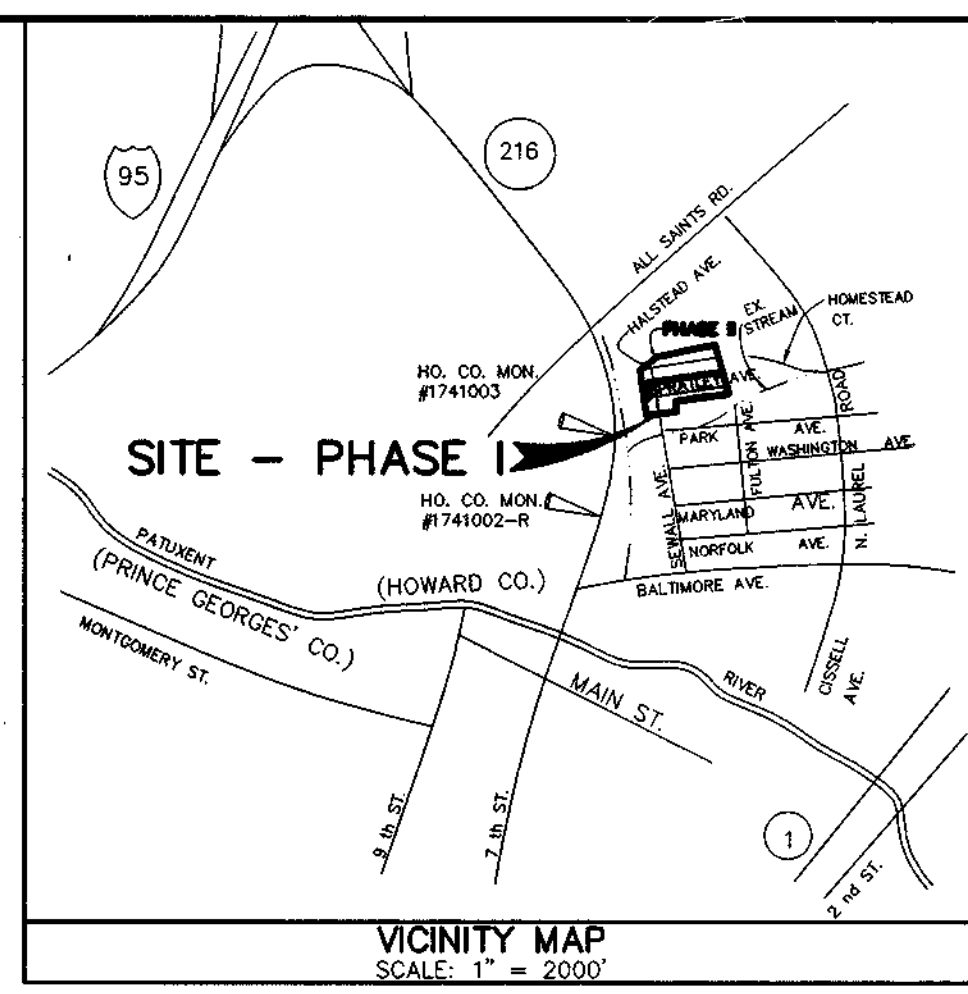 95
216
ALL SAINTS RD.
HALSTEAD AVE.
EX.
STREAM
HOMESTEAD
CT.
HO. CO. MON.
#1741003
AVE.
SITE – PHASE I
PARK AVE.
WASHINGTON AVE.
FULTON AVE.
N. LAUREL ROAD
SEWALL AVE.
HO. CO. MON.
#1741002-R
MARYLAND AVE.
NORFOLK AVE.
BALTIMORE AVE.
PATUXENT RIVER
(PRINCE GEORGES' CO.)
(HOWARD CO.)
MONTGOMERY ST.
MAIN ST.
CISSELL
AVE.
9 th ST.
7 th ST.
1
2 nd ST.
VICINITY MAP
SCALE: 1" = 2000'